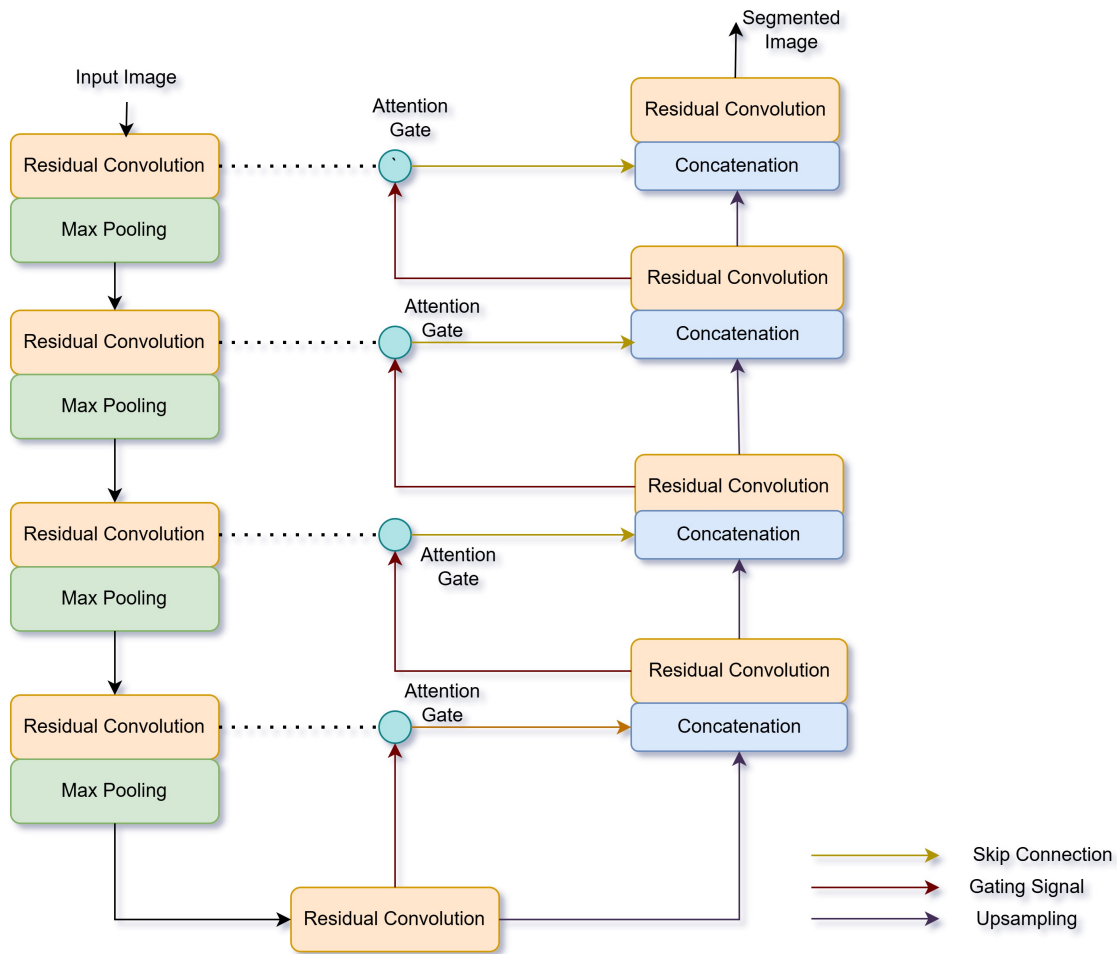 Segmented
Image
Input Image
Attention
Gate
Residual Convolution
Residual Convolution
Concatenation
Max Pooling
Residual Convolution
Attention
Gate
Residual Convolution
Concatenation
Max Pooling
Residual Convolution
Residual Convolution
Concatenation
Attention
Gate
Max Pooling
Residual Convolution
Attention
Gate
Residual Convolution
Concatenation
Max Pooling
Skip Connection
Gating Signal
Residual Convolution
Upsampling